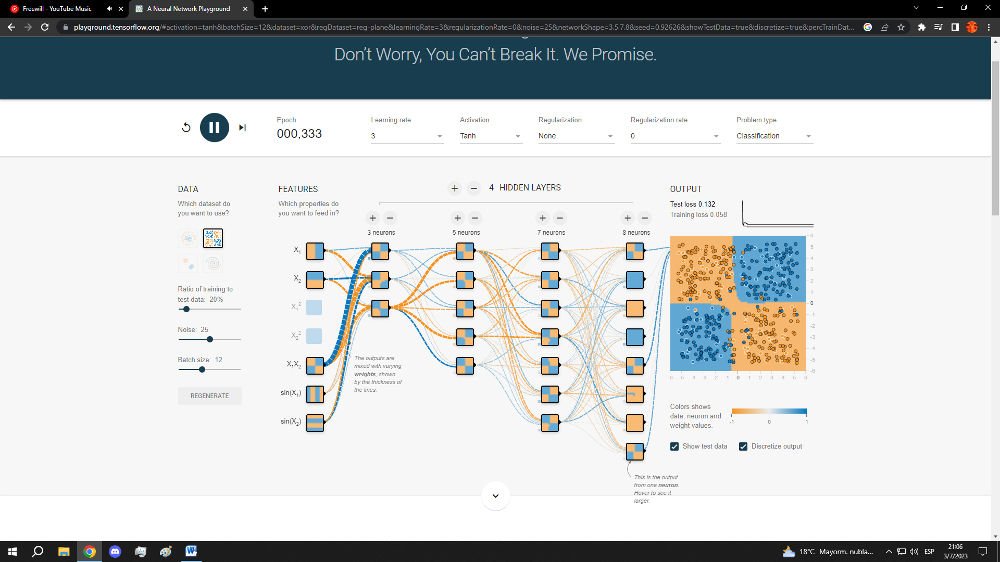 Freewill - YouTube Music
A Neural Network Playground
playground.tensorflow.org/#activation=tanh&batchSize=12&dataset=xor&regDataset=reg-plane&learningRate=3&regularizationRate=0&noise=25&networkShape=3,5,7,8&seed=0.92626&showTestData=true&discretize=true&percTrainDat...
Don't Worry, You Can't Break It. We Promise.
Epoch
000,333
Learning rate
3
Activation
Tanh
Regularization
None
Regularization rate
0
Problem type
Classification
DATA
Which dataset do
you want to use?
Ratio of training to
test data: 20%
Noise: 25
Batch size: 12
REGENERATE
FEATURES
Which properties do
you want to feed in?
X1
X2
X1²
X2²
X1X2
sin(X1)
sin(X2)
+ − 4 HIDDEN LAYERS
+ − + − + − + −
3 neurons 5 neurons 7 neurons 8 neurons
The outputs are
mixed with varying
weights, shown
by the thickness of
the lines.
This is the output
from one neuron.
Hover to see it
larger.
OUTPUT
Test loss 0.132
Training loss 0.058
6
5
4
3
2
1
0
-1
-2
-3
-4
-5
-6
-6 -5 -4 -3 -2 -1 0 1 2 3 4 5 6
Colors shows
data, neuron and
weight values.
-1 0 1
Show test data Discretize output
18°C Mayorm. nubla... ESP
21:06
3/7/2023